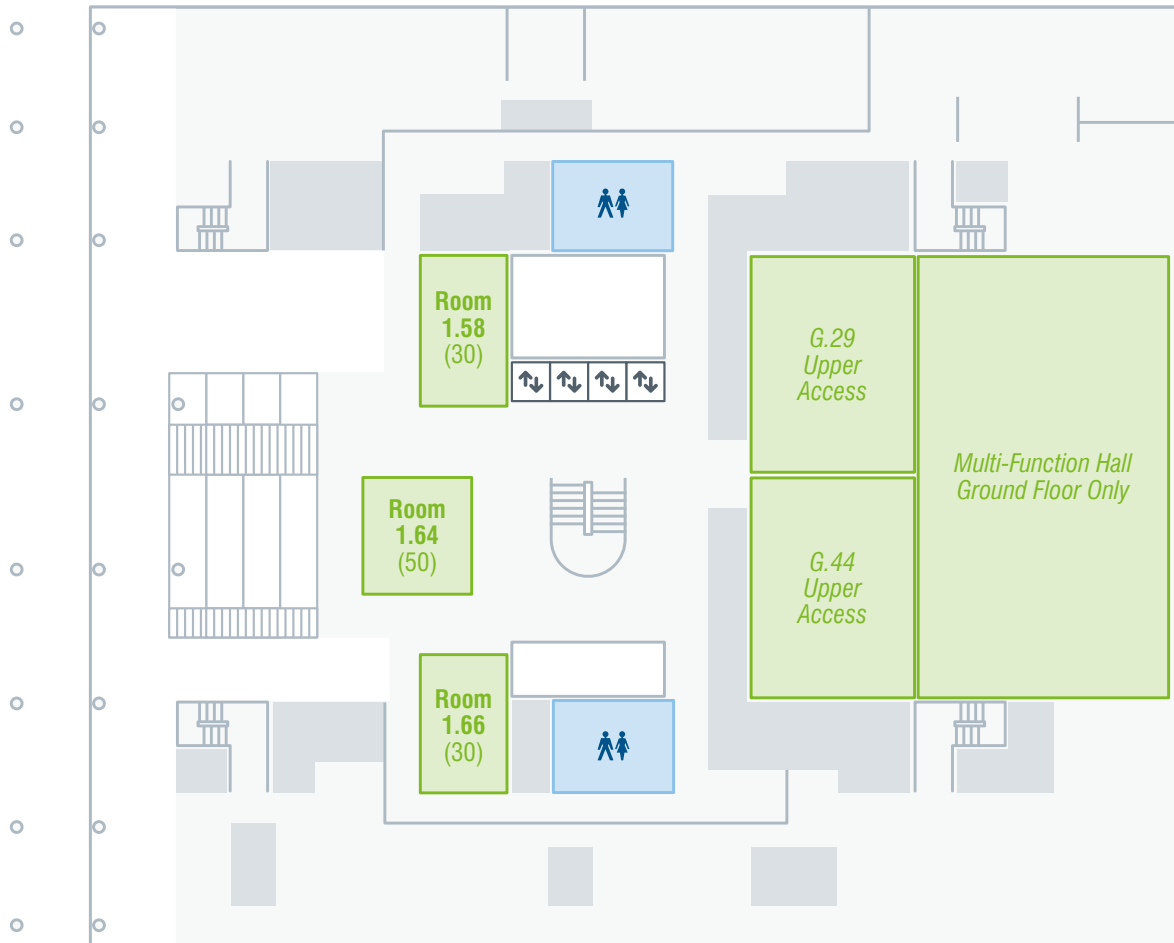 Room
1.58
(30)
G.29
Upper
Access
Multi-Function Hall
Ground Floor Only
Room
1.64
(50)
G.44
Upper
Access
Room
1.66
(30)